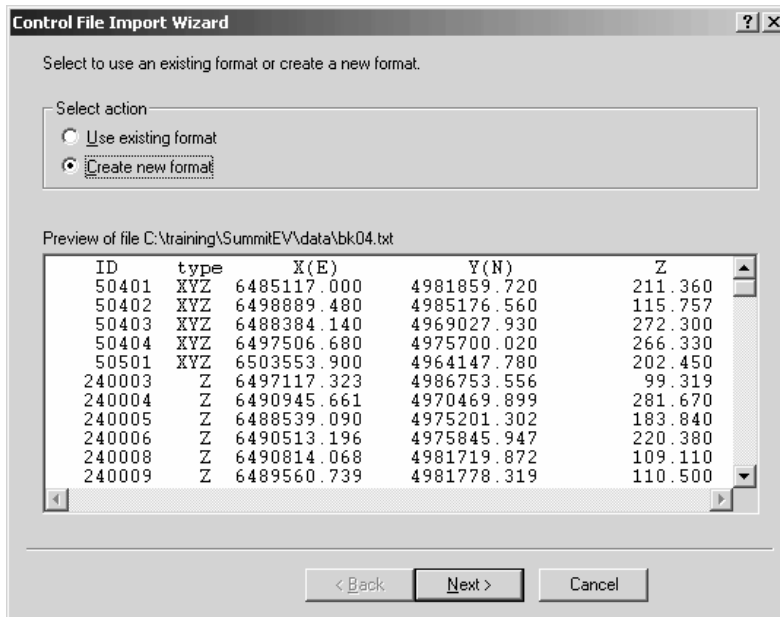 Control File Import Wizard
Select to use an existing format or create a new format.
Select action
Use existing format
Create new format
Preview of file C:\training\SummitEV\data\bk04.txt
ID type X(E) Y(N) Z
50401 XYZ 6485117.000 4981859.720 211.360
50402 XYZ 6498889.480 4985176.560 115.757
50403 XYZ 6488384.140 4969027.930 272.300
50404 XYZ 6497506.680 4975700.020 266.330
50501 XYZ 6503553.900 4964147.780 202.450
240003 Z 6497117.323 4986753.556 99.319
240004 Z 6490945.661 4970469.899 281.670
240005 Z 6488539.090 4975201.302 183.840
240006 Z 6490513.196 4975845.947 220.380
240008 Z 6490814.068 4981719.872 109.110
240009 Z 6489560.739 4981778.319 110.500
< Back Next > Cancel